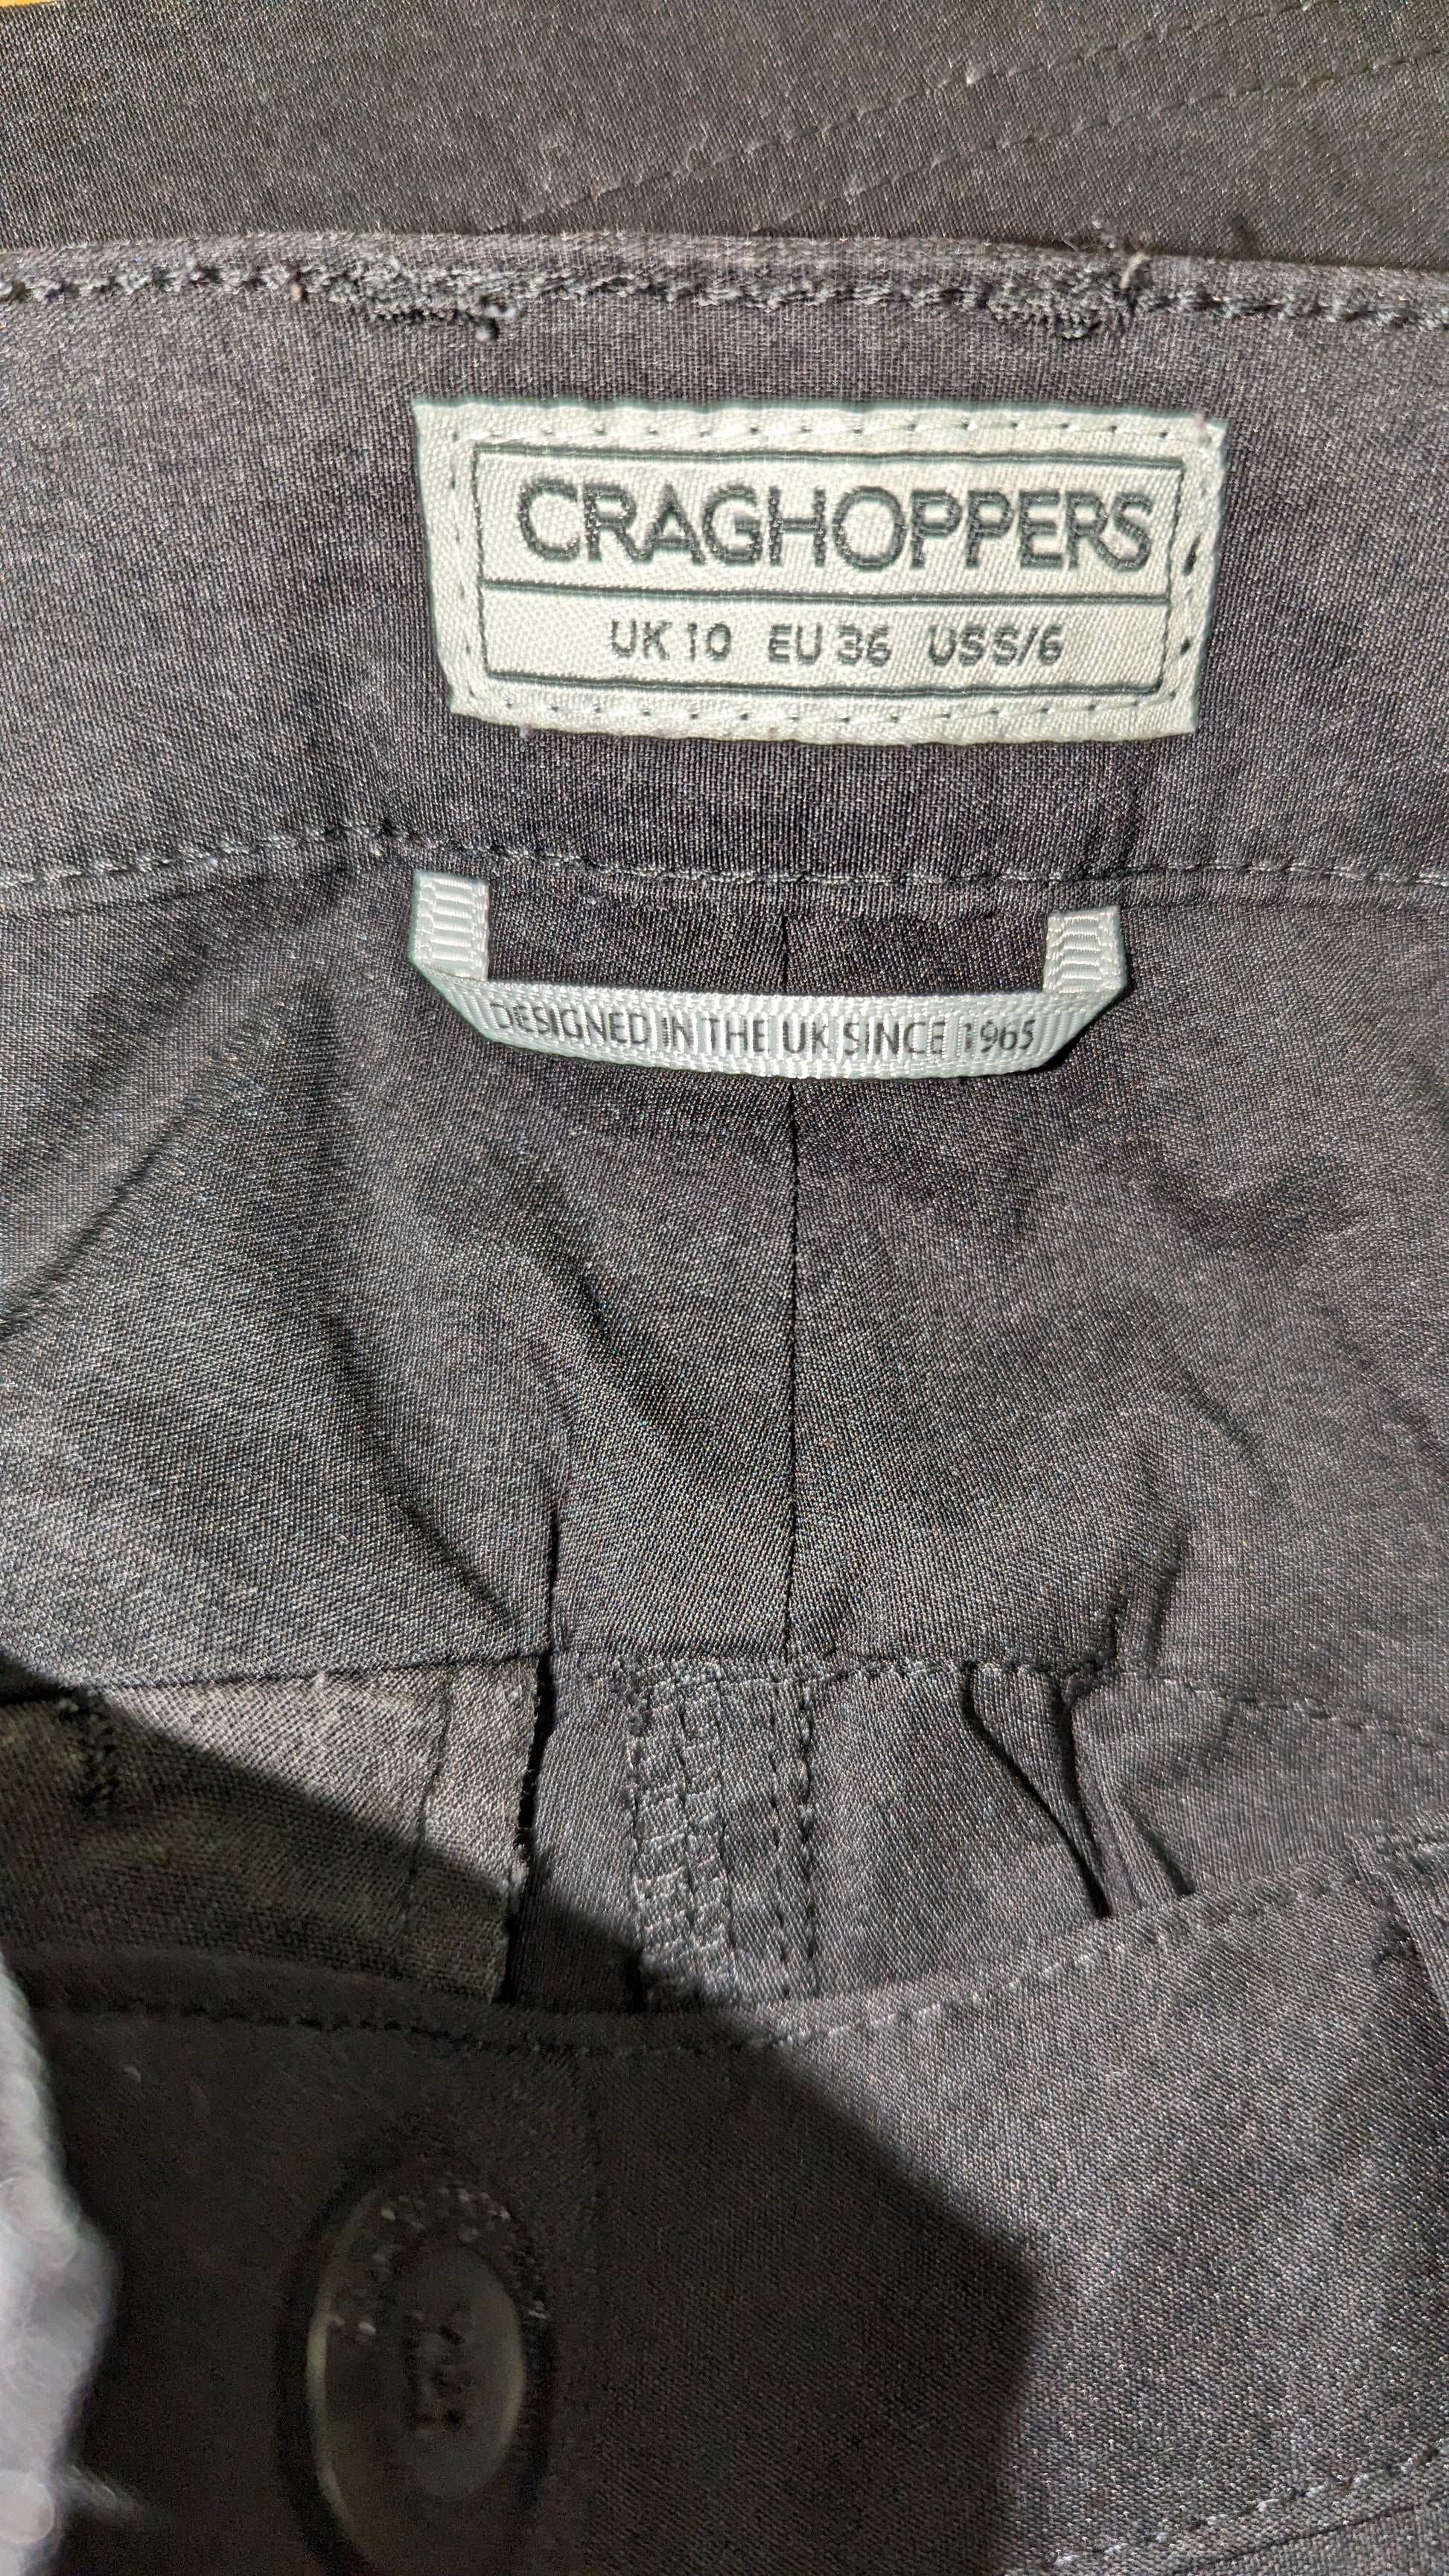 CRAGHOPPERS
UK 10 EU 36 US S/6
DESIGNED IN THE UK SINCE 1965